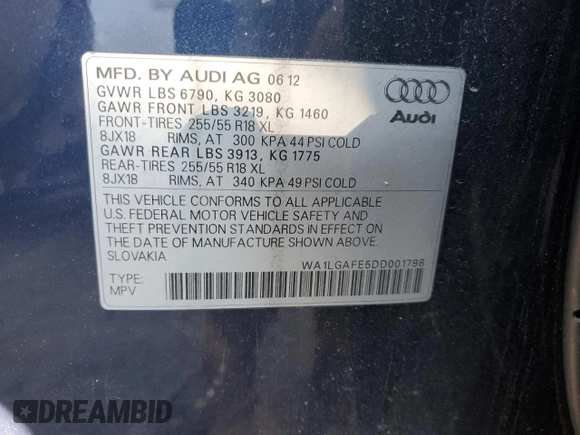 MFD. BY AUDI AG 06 12
GVWR LBS 6790, KG 3080
GAWR FRONT LBS 3219, KG 1460
FRONT-TIRES 255/55 R18 XL
8JX18 RIMS, AT 300 KPA 44 PSI COLD
GAWR REAR LBS 3913, KG 1775
REAR-TIRES 255/55 R18 XL
8JX18 RIMS, AT 340 KPA 49 PSI COLD
Audi
THIS VEHICLE CONFORMS TO ALL APPLICABLE
U.S. FEDERAL MOTOR VEHICLE SAFETY AND
THEFT PREVENTION STANDARDS IN EFFECT ON
THE DATE OF MANUFACTURE SHOWN ABOVE.
SLOVAKIA
WA1LGAFE5DD001798
TYPE:
MPV
DREAMBID